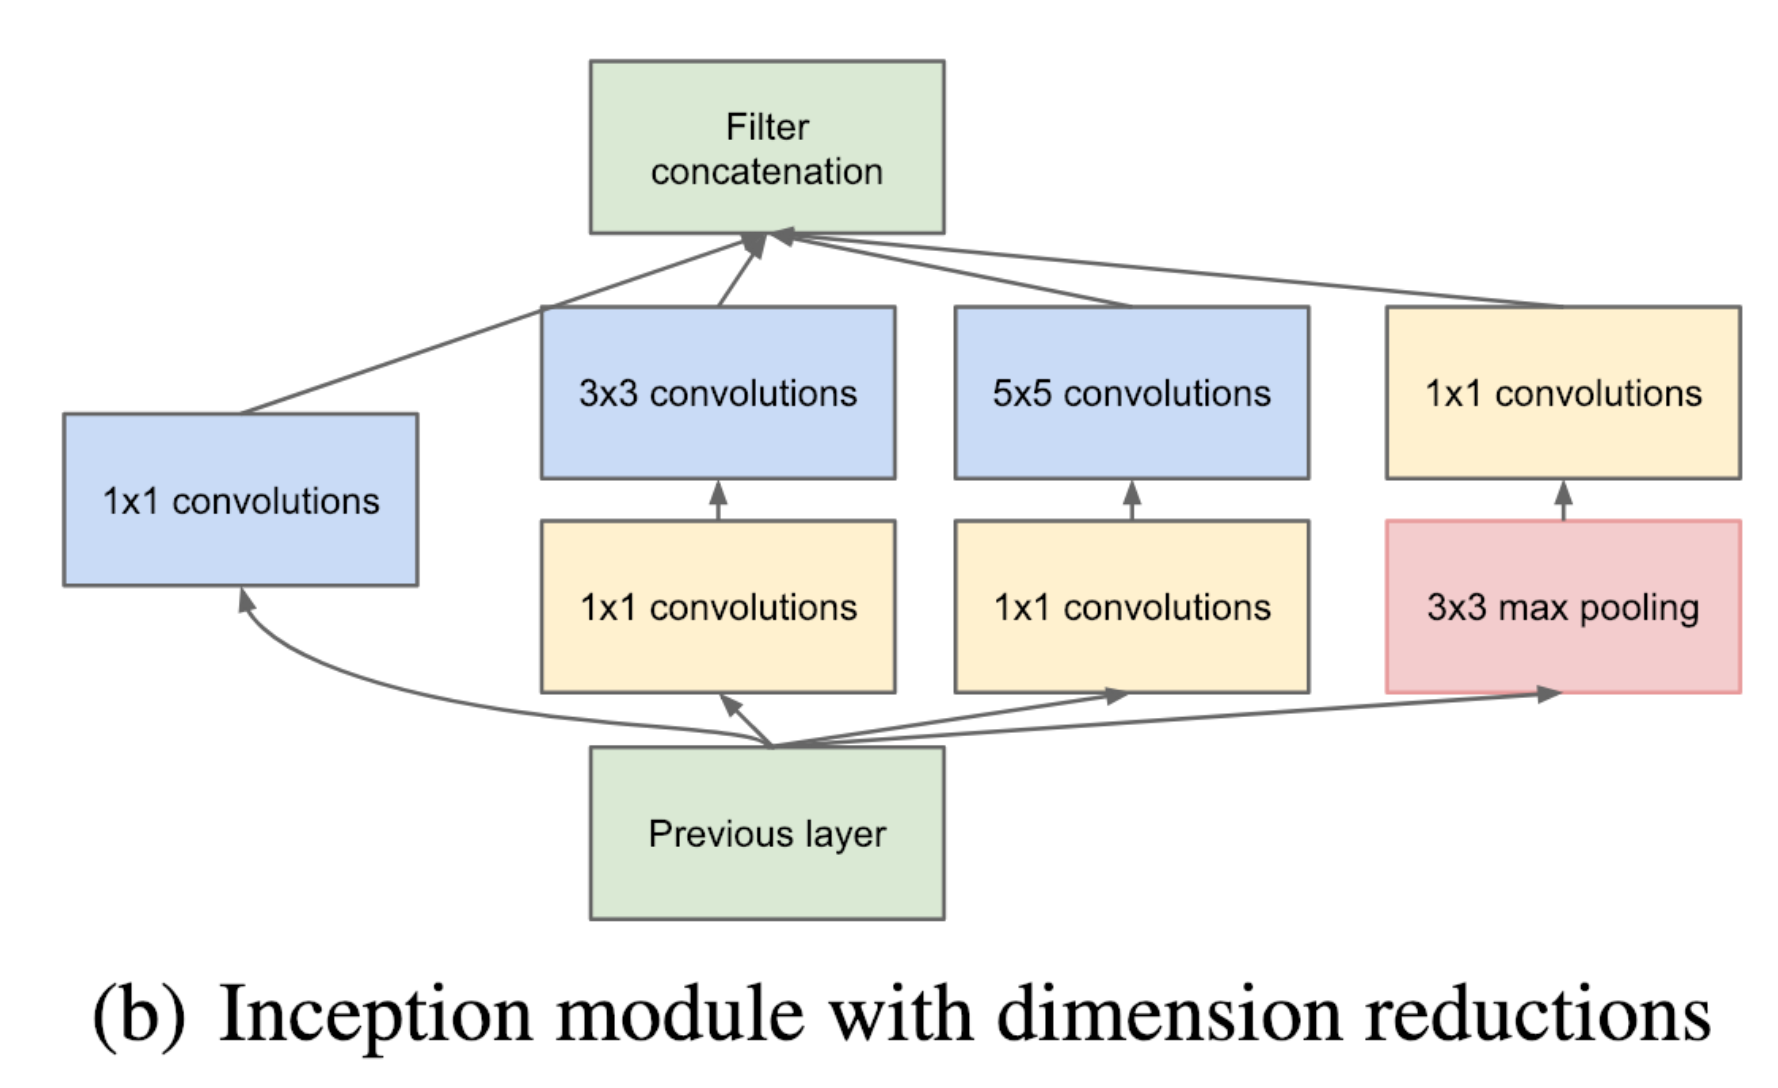 Filter
concatenation
3x3 convolutions
5x5 convolutions
1x1 convolutions
1x1 convolutions
1x1 convolutions
1x1 convolutions
3x3 max pooling
Previous layer
(b) Inception module with dimension reductions